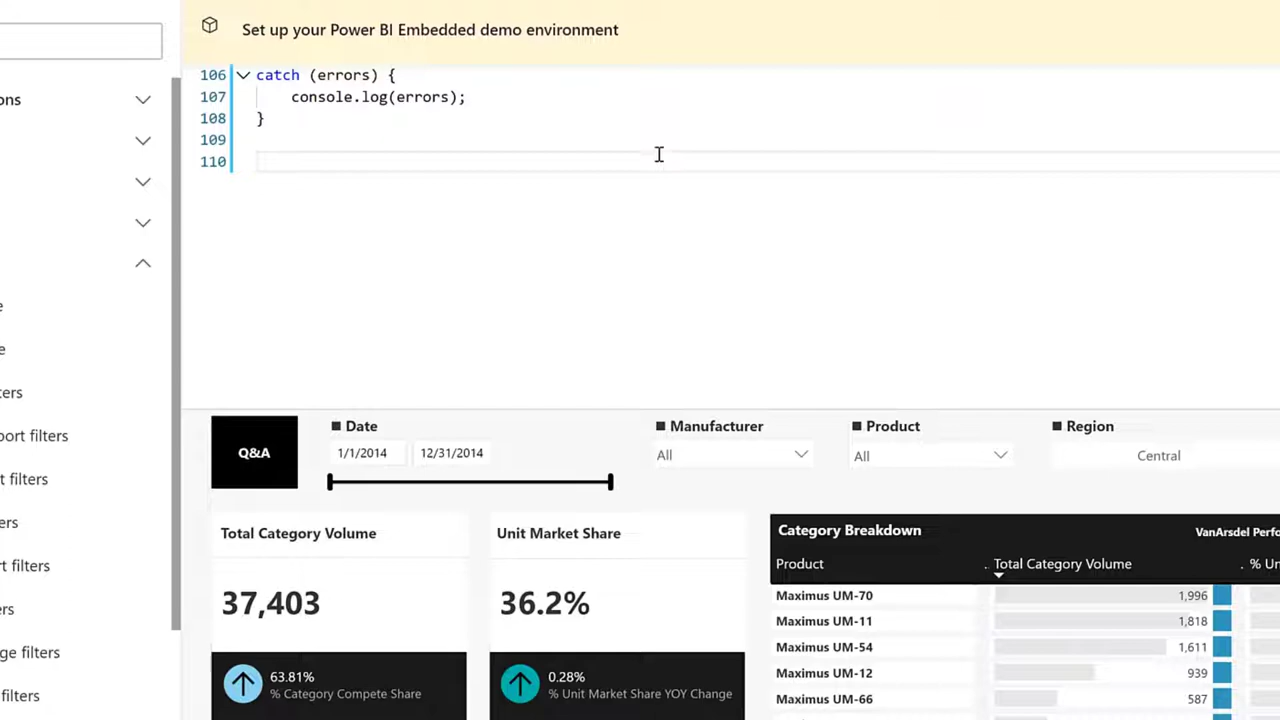 Set up your Power BI Embedded demo environment
106 catch (errors) {
107 console.log(errors);
108 }
109
110
ons
e
e
ters
port filters
t filters
ers
rt filters
ers
ge filters
filters
Q&A
Date
1/1/2014 12/31/2014
Manufacturer
All
Product
All
Region
Central
Total Category Volume
37,403
63.81%
% Category Compete Share
Unit Market Share
36.2%
0.28%
% Unit Market Share YOY Change
Category Breakdown VanArsdel Perfo
Product .. Total Category Volume . % Un
Maximus UM-70 1,996
Maximus UM-11 1,818
Maximus UM-54 1,611
Maximus UM-12 939
Maximus UM-66 587